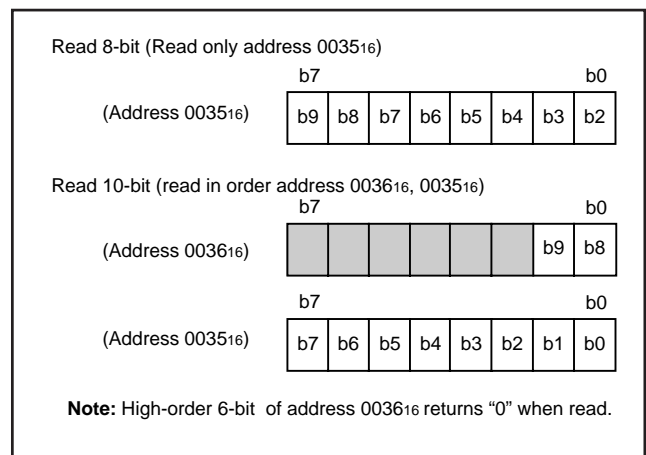 Read 8-bit (Read only address 003516)
b7 b0
(Address 003516) b9 b8 b7 b6 b5 b4 b3 b2
Read 10-bit (read in order address 003616, 003516)
b7 b0
(Address 003616) b9 b8
b7 b0
(Address 003516) b7 b6 b5 b4 b3 b2 b1 b0
Note: High-order 6-bit of address 003616 returns “0” when read.